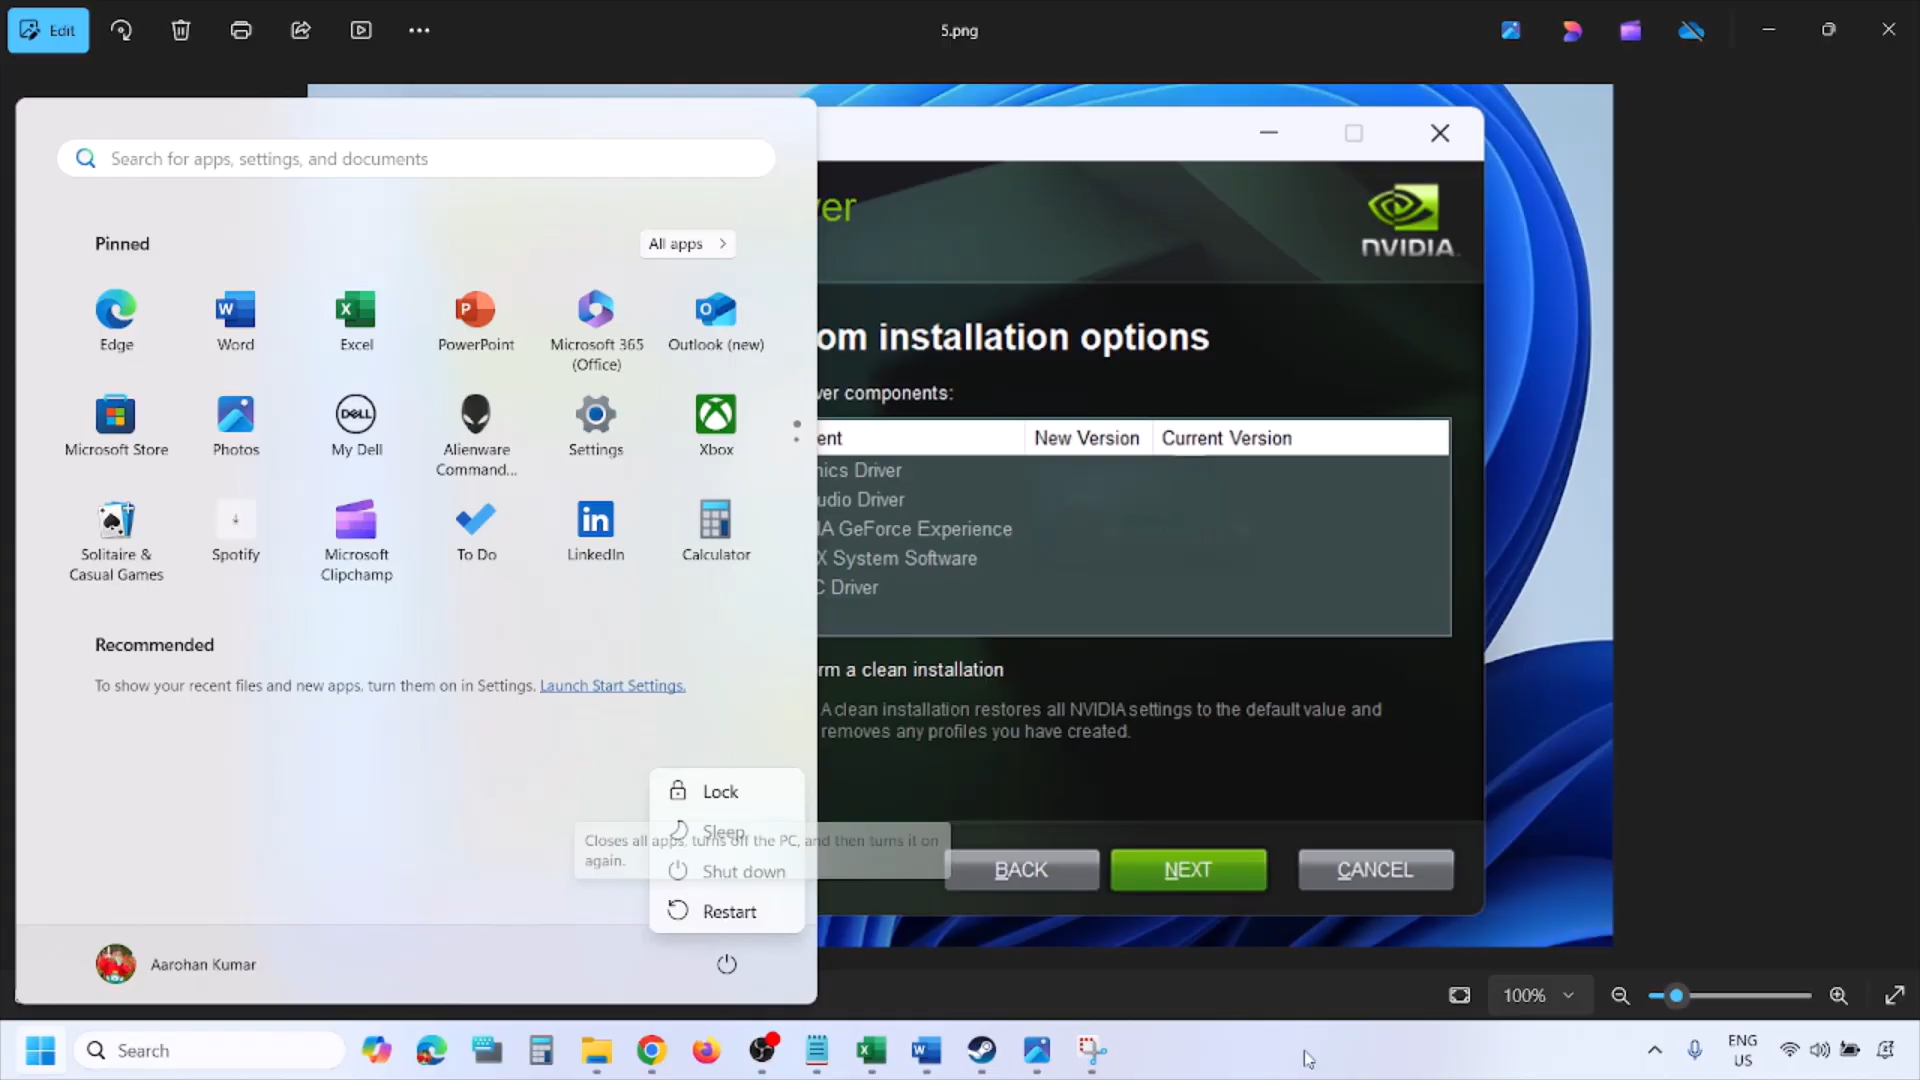 Edit
5.png
Search for apps, settings, and documents
Pinned
All apps
Edge
Word
Excel
PowerPoint
Microsoft 365
(Office)
Outlook (new)
Microsoft Store
Photos
DELL
My Dell
Alienware
Command...
Settings
Xbox
Solitaire &
Casual Games
Spotify
Microsoft
Clipchamp
To Do
LinkedIn
Calculator
Recommended
To show your recent files and new apps, turn them on in Settings. Launch Start Settings.
Lock
Sleep
Closes all apps, turns off the PC, and then turns it on
again.
Shut down
Restart
Aarohan Kumar
ver
NVIDIA
om installation options
ver components:
ent
New Version
Current Version
nics Driver
udio Driver
IA GeForce Experience
X System Software
C Driver
rm a clean installation
A clean installation restores all NVIDIA settings to the default value and
removes any profiles you have created.
BACK
NEXT
CANCEL
100%
Search
ENG
US